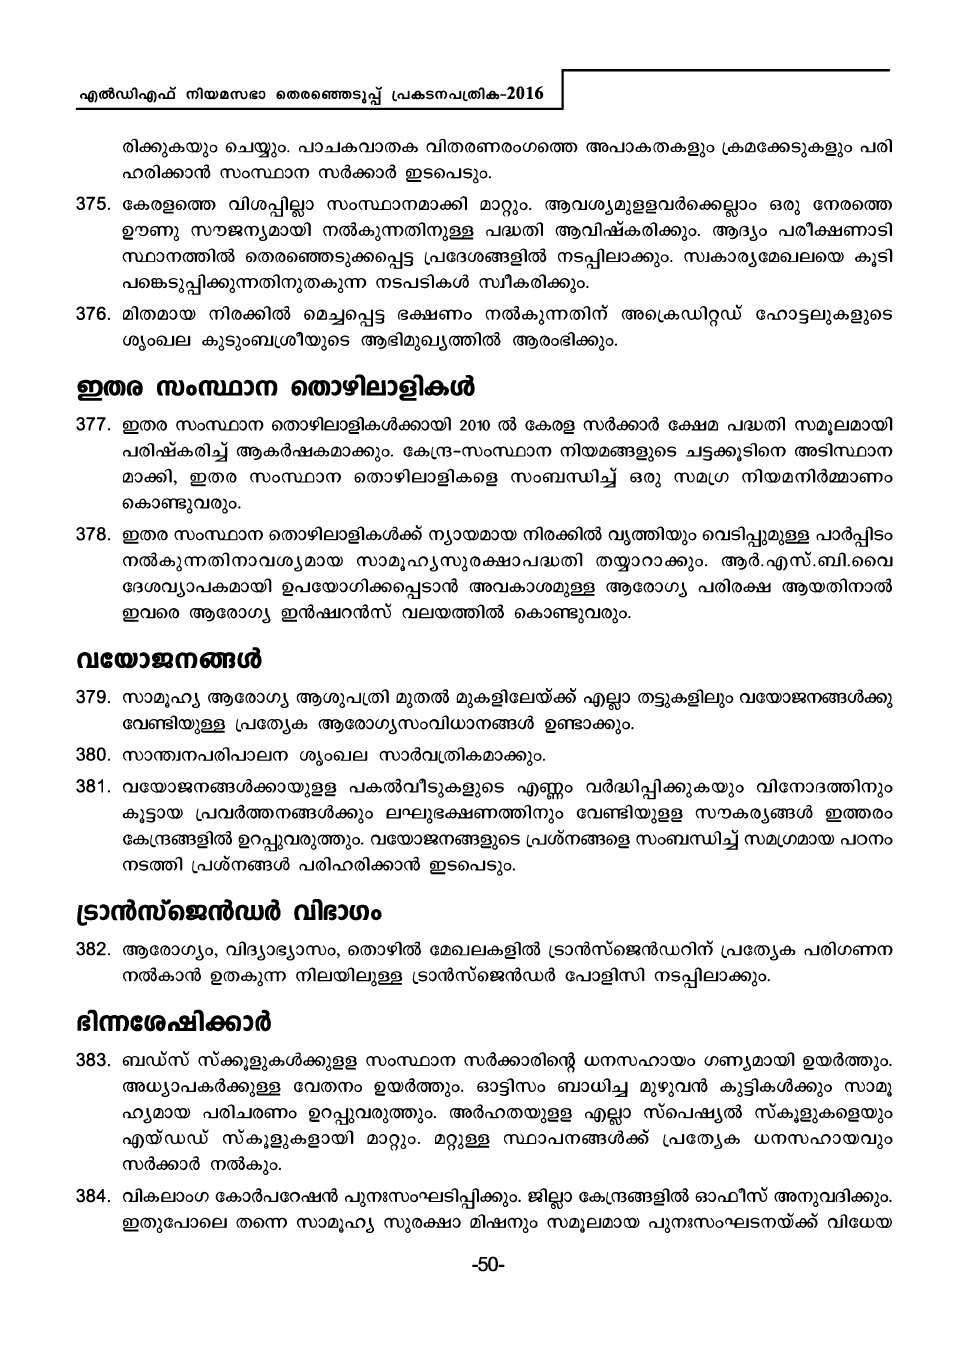 എൽഡിഎഫ് നിയമസഭാ തെരഞ്ഞെടുപ്പ് പ്രകടനപത്രിക-2016
രിക്കുകയും ചെയ്യും. പാചകവാതക വിതരണരംഗത്തെ അപാകതകളും ക്രമക്കേടുകളും പരി
ഹരിക്കാൻ സംസ്ഥാന സർക്കാർ ഇടപെടും.
375. കേരളത്തെ വിശപ്പില്ലാ സംസ്ഥാനമാക്കി മാറ്റും. ആവശ്യമുളളവർക്കെല്ലാം ഒരു നേരത്തെ
ഊണു സൗജന്യമായി നൽകുന്നതിനുള്ള പദ്ധതി ആവിഷ്കരിക്കും. ആദ്യം പരീക്ഷണാടി
സ്ഥാനത്തിൽ തെരഞ്ഞെടുക്കപ്പെട്ട പ്രദേശങ്ങളിൽ നടപ്പിലാക്കും. സ്വകാര്യമേഖലയെ കൂടി
പങ്കെടുപ്പിക്കുന്നതിനുതകുന്ന നടപടികൾ സ്വീകരിക്കും.
376. മിതമായ നിരക്കിൽ മെച്ചപ്പെട്ട ഭക്ഷണം നൽകുന്നതിന് അക്രെഡിറ്റഡ് ഹോട്ടലുകളുടെ
ശൃംഖല കുടുംബശ്രീയുടെ ആഭിമുഖ്യത്തിൽ ആരംഭിക്കും.
ഇതര സംസ്ഥാന തൊഴിലാളികൾ
377. ഇതര സംസ്ഥാന തൊഴിലാളികൾക്കായി 2010 ൽ കേരള സർക്കാർ ക്ഷേമ പദ്ധതി സമൂലമായി
പരിഷ്കരിച്ച് ആകർഷകമാക്കും. കേന്ദ്ര-സംസ്ഥാന നിയമങ്ങളുടെ ചട്ടക്കൂടിനെ അടിസ്ഥാന
മാക്കി, ഇതര സംസ്ഥാന തൊഴിലാളികളെ സംബന്ധിച്ച് ഒരു സമഗ്ര നിയമനിർമ്മാണം
കൊണ്ടുവരും.
378. ഇതര സംസ്ഥാന തൊഴിലാളികൾക്ക് ന്യായമായ നിരക്കിൽ വൃത്തിയും വെടിപ്പുമുള്ള പാർപ്പിടം
നൽകുന്നതിനാവശ്യമായ സാമൂഹ്യസുരക്ഷാപദ്ധതി തയ്യാറാക്കും. ആർ.എസ്.ബി.വൈ
ദേശവ്യാപകമായി ഉപയോഗിക്കപ്പെടാൻ അവകാശമുള്ള ആരോഗ്യ പരിരക്ഷ ആയതിനാൽ
ഇവരെ ആരോഗ്യ ഇൻഷറൻസ് വലയത്തിൽ കൊണ്ടുവരും.
വയോജനങ്ങൾ
379. സാമൂഹ്യ ആരോഗ്യ ആശുപത്രി മുതൽ മുകളിലേയ്ക്ക് എല്ലാ തട്ടുകളിലും വയോജനങ്ങൾക്കു
വേണ്ടിയുള്ള പ്രത്യേക ആരോഗ്യസംവിധാനങ്ങൾ ഉണ്ടാക്കും.
380. സാന്ത്വനപരിപാലന ശൃംഖല സാർവത്രികമാക്കും.
381. വയോജനങ്ങൾക്കായുളള പകൽവീടുകളുടെ എണ്ണം വർദ്ധിപ്പിക്കുകയും വിനോദത്തിനും
കൂട്ടായ പ്രവർത്തനങ്ങൾക്കും ലഘുഭക്ഷണത്തിനും വേണ്ടിയുളള സൗകര്യങ്ങൾ ഇത്തരം
കേന്ദ്രങ്ങളിൽ ഉറപ്പുവരുത്തും. വയോജനങ്ങളുടെ പ്രശ്നങ്ങളെ സംബന്ധിച്ച് സമഗ്രമായ പഠനം
നടത്തി പ്രശ്നങ്ങൾ പരിഹരിക്കാൻ ഇടപെടും.
ട്രാൻസ്ജെൻഡർ വിഭാഗം
382. ആരോഗ്യം, വിദ്യാഭ്യാസം, തൊഴിൽ മേഖലകളിൽ ട്രാൻസ്ജെൻഡറിന് പ്രത്യേക പരിഗണന
നൽകാൻ ഉതകുന്ന നിലയിലുള്ള ട്രാൻസ്ജെൻഡർ പോളിസി നടപ്പിലാക്കും.
ഭിന്നശേഷിക്കാർ
383. ബഡ്സ് സ്ക്കൂളുകൾക്കുളള സംസ്ഥാന സർക്കാരിന്റെ ധനസഹായം ഗണ്യമായി ഉയർത്തും.
അധ്യാപകർക്കുള്ള വേതനം ഉയർത്തും. ഓട്ടിസം ബാധിച്ച മുഴുവൻ കുട്ടികൾക്കും സാമൂ
ഹ്യമായ പരിചരണം ഉറപ്പുവരുത്തും. അർഹതയുളള എല്ലാ സ്പെഷ്യൽ സ്കൂളുകളെയും
എയ്ഡഡ് സ്കൂളുകളായി മാറ്റും. മറ്റുള്ള സ്ഥാപനങ്ങൾക്ക് പ്രത്യേക ധനസഹായവും
സർക്കാർ നൽകും.
384. വികലാംഗ കോർപറേഷൻ പുനഃസംഘടിപ്പിക്കും. ജില്ലാ കേന്ദ്രങ്ങളിൽ ഓഫീസ് അനുവദിക്കും.
ഇതുപോലെ തന്നെ സാമൂഹ്യ സുരക്ഷാ മിഷനും സമൂലമായ പുനഃസംഘടനയ്ക്ക് വിധേയ
-50-